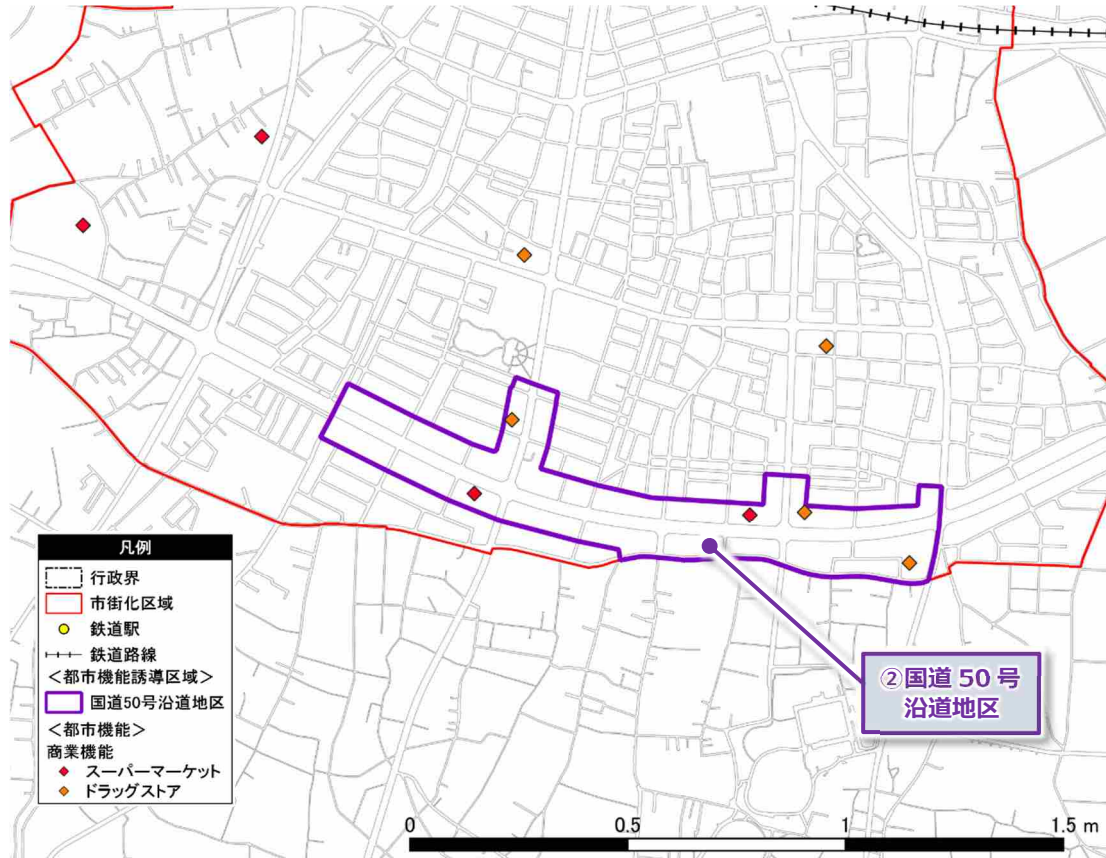 凡例
行政界
市街化区域
鉄道駅
鉄道路線
<都市機能誘導区域>
国道50号沿道地区
<都市機能>
商業機能
スーパーマーケット
ドラッグストア
②国道 50 号
沿道地区
0 0.5 1 1.5 m